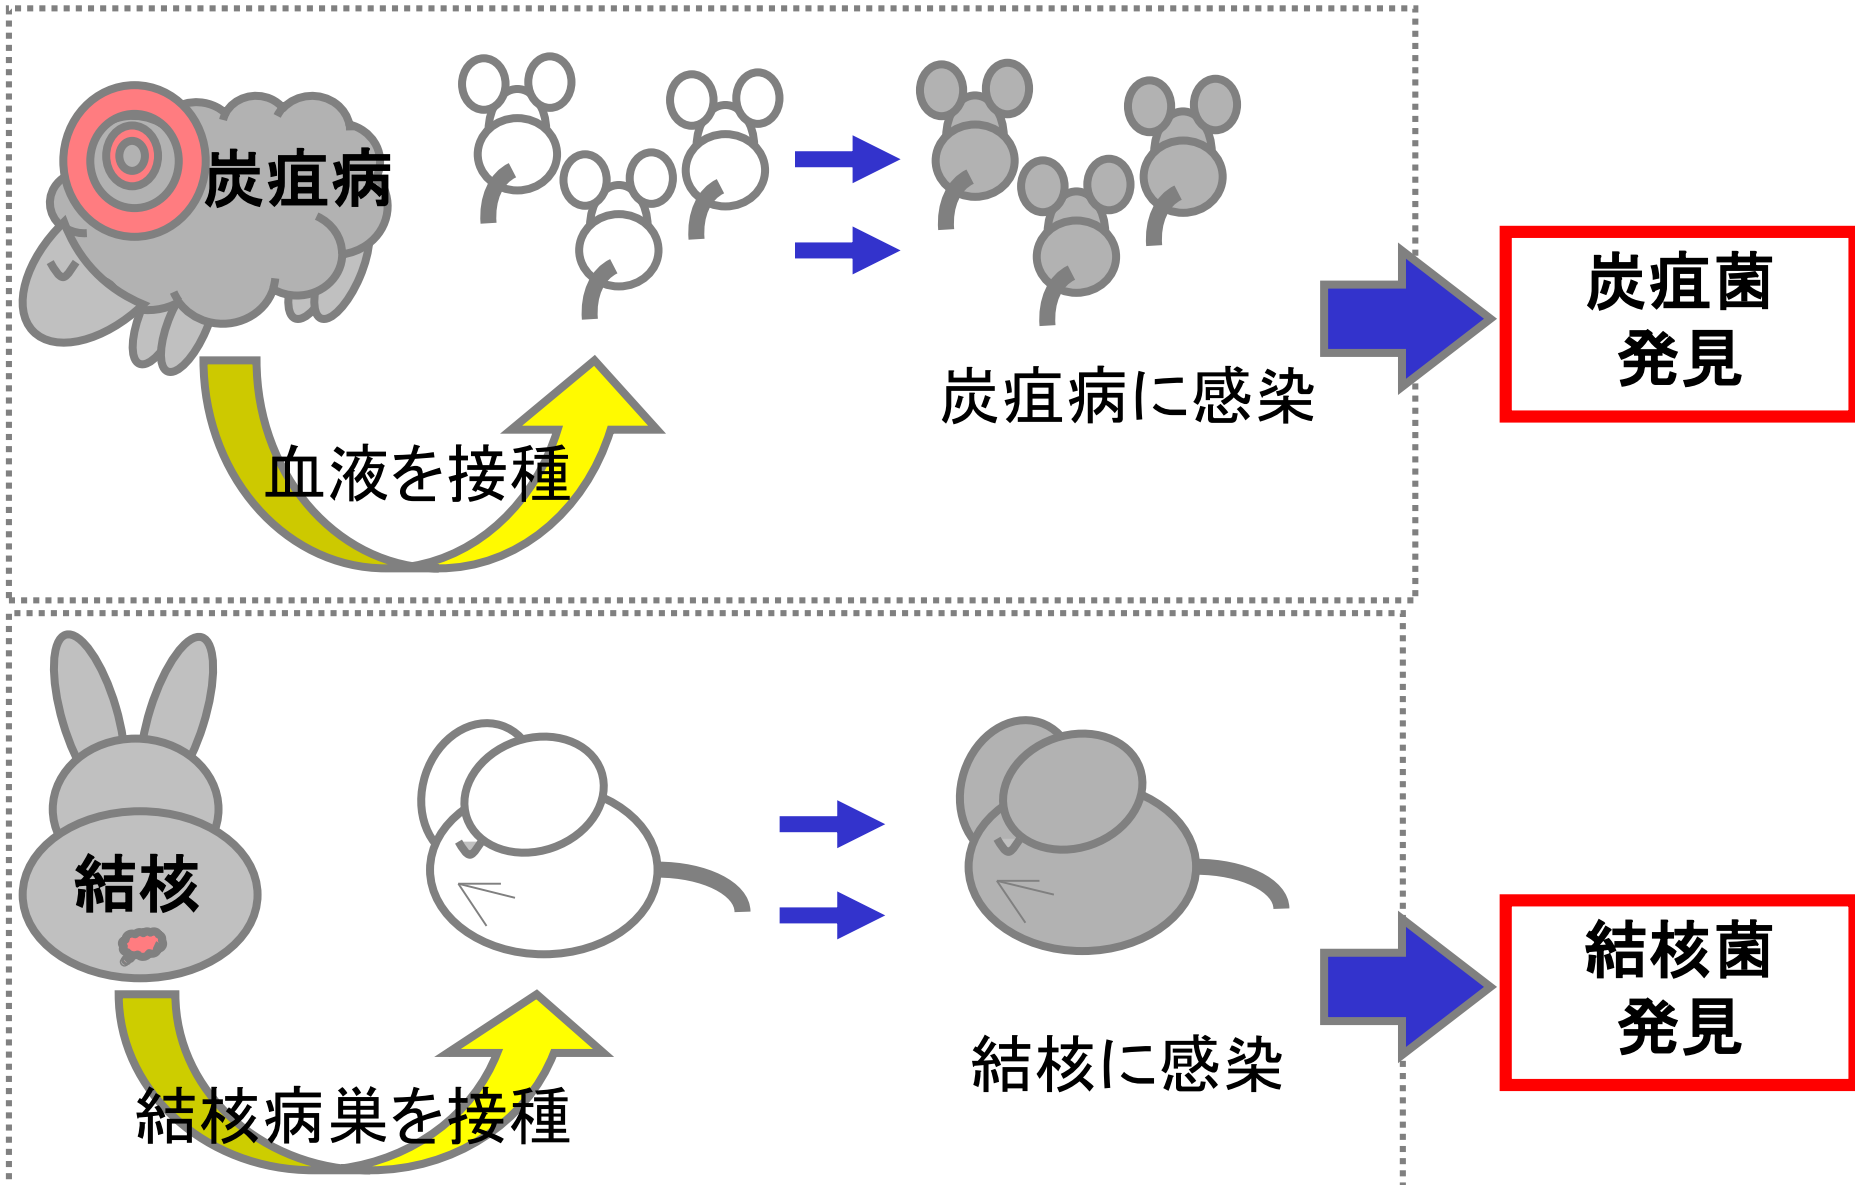 炭疽病
血液を接種
炭疽病に感染
炭疽菌
発見
結核
結核病巣を接種
結核に感染
結核菌
発見